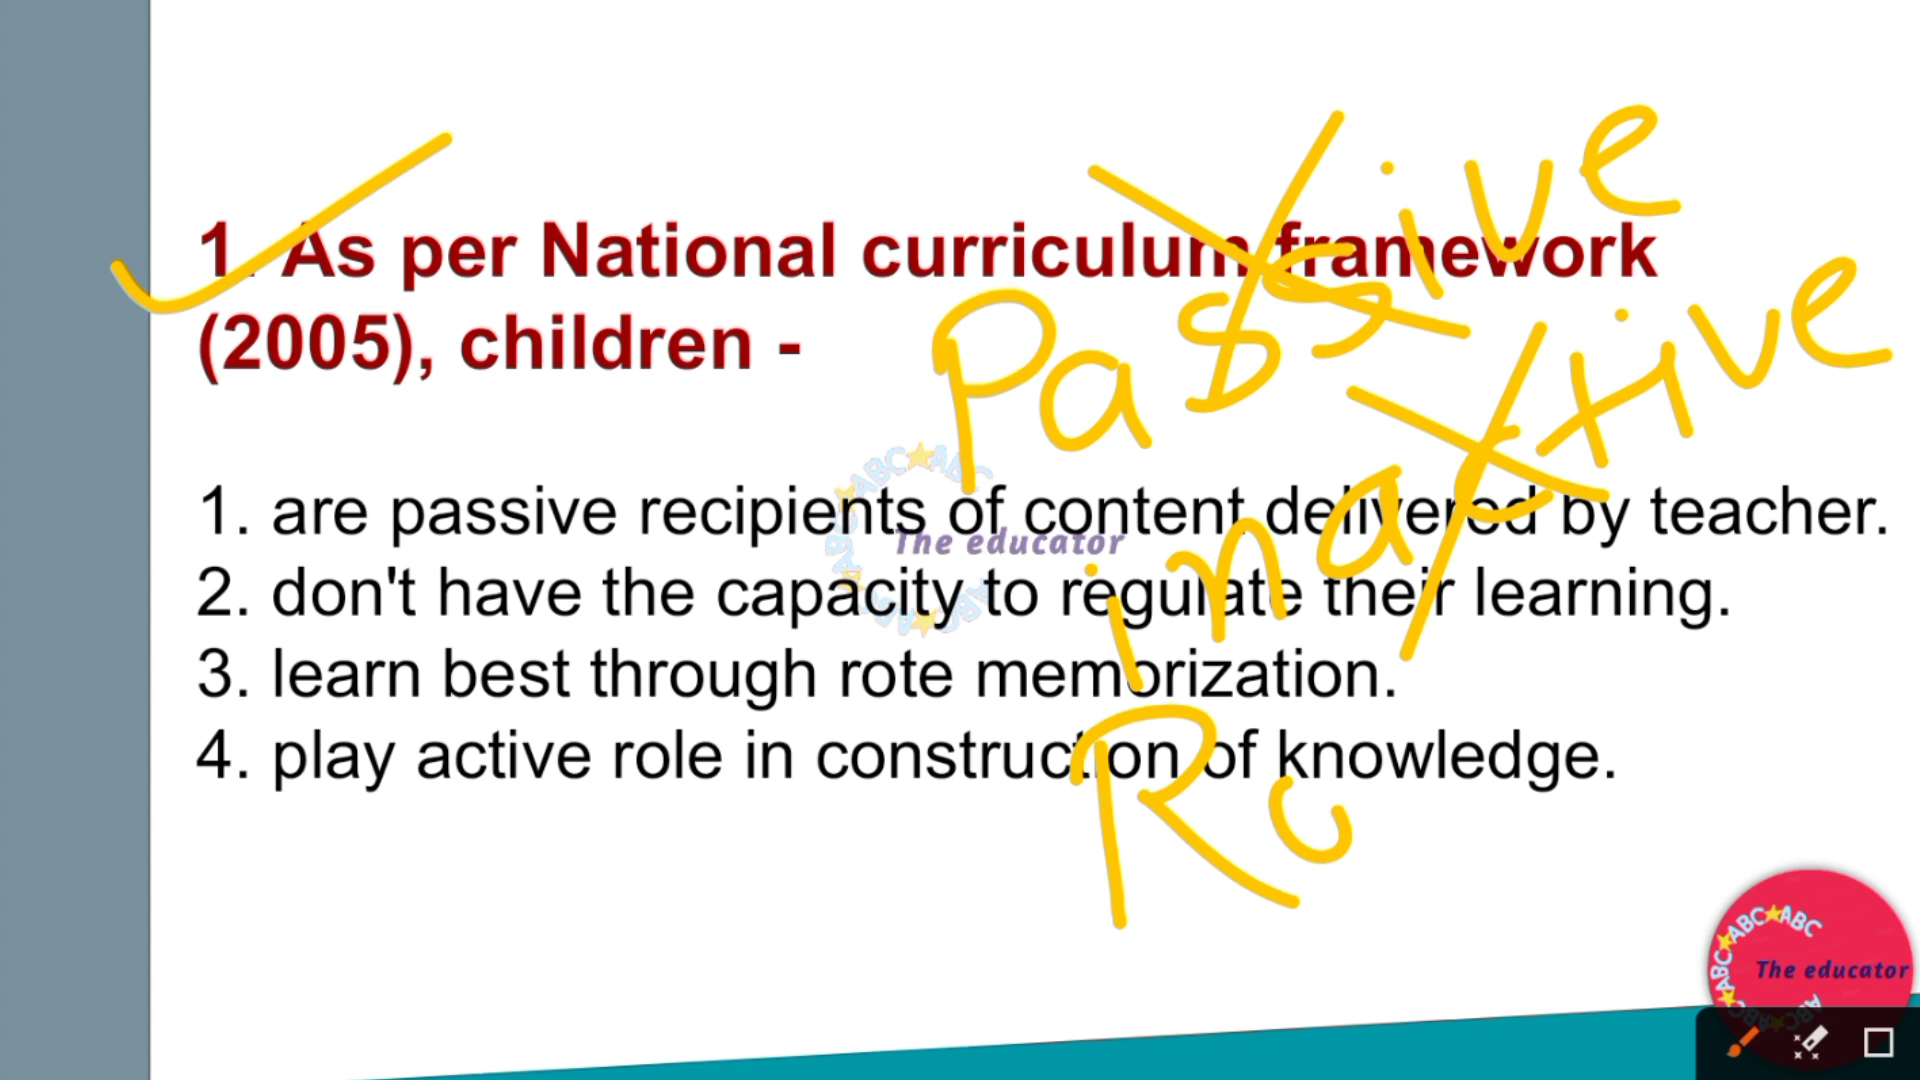 1. As per National curriculum framework
(2005), children -
Passive
inactive
1. are passive recipients of content delivered by teacher.
2. don't have the capacity to regulate their learning.
3. learn best through rote memorization.
4. play active role in construction of knowledge.
The educator
ABC★ABC★ABC
The educator